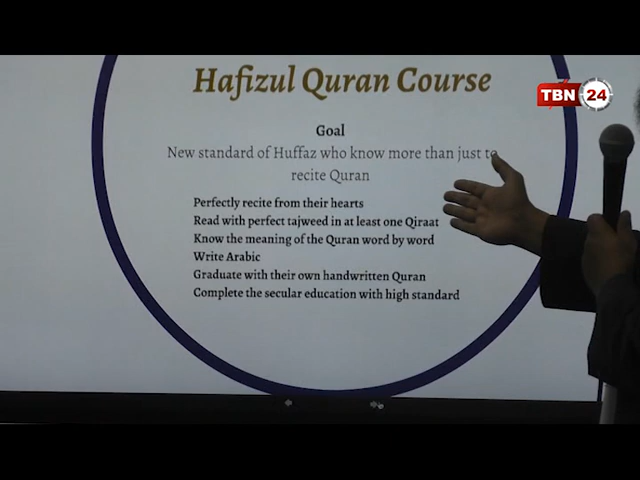 Hafizul Quran Course
TBN 24
Goal
New standard of Huffaz who know more than just to
recite Quran
Perfectly recite from their hearts
Read with perfect tajweed in at least one Qiraat
Know the meaning of the Quran word by word
Write Arabic
Graduate with their own handwritten Quran
Complete the secular education with high standard